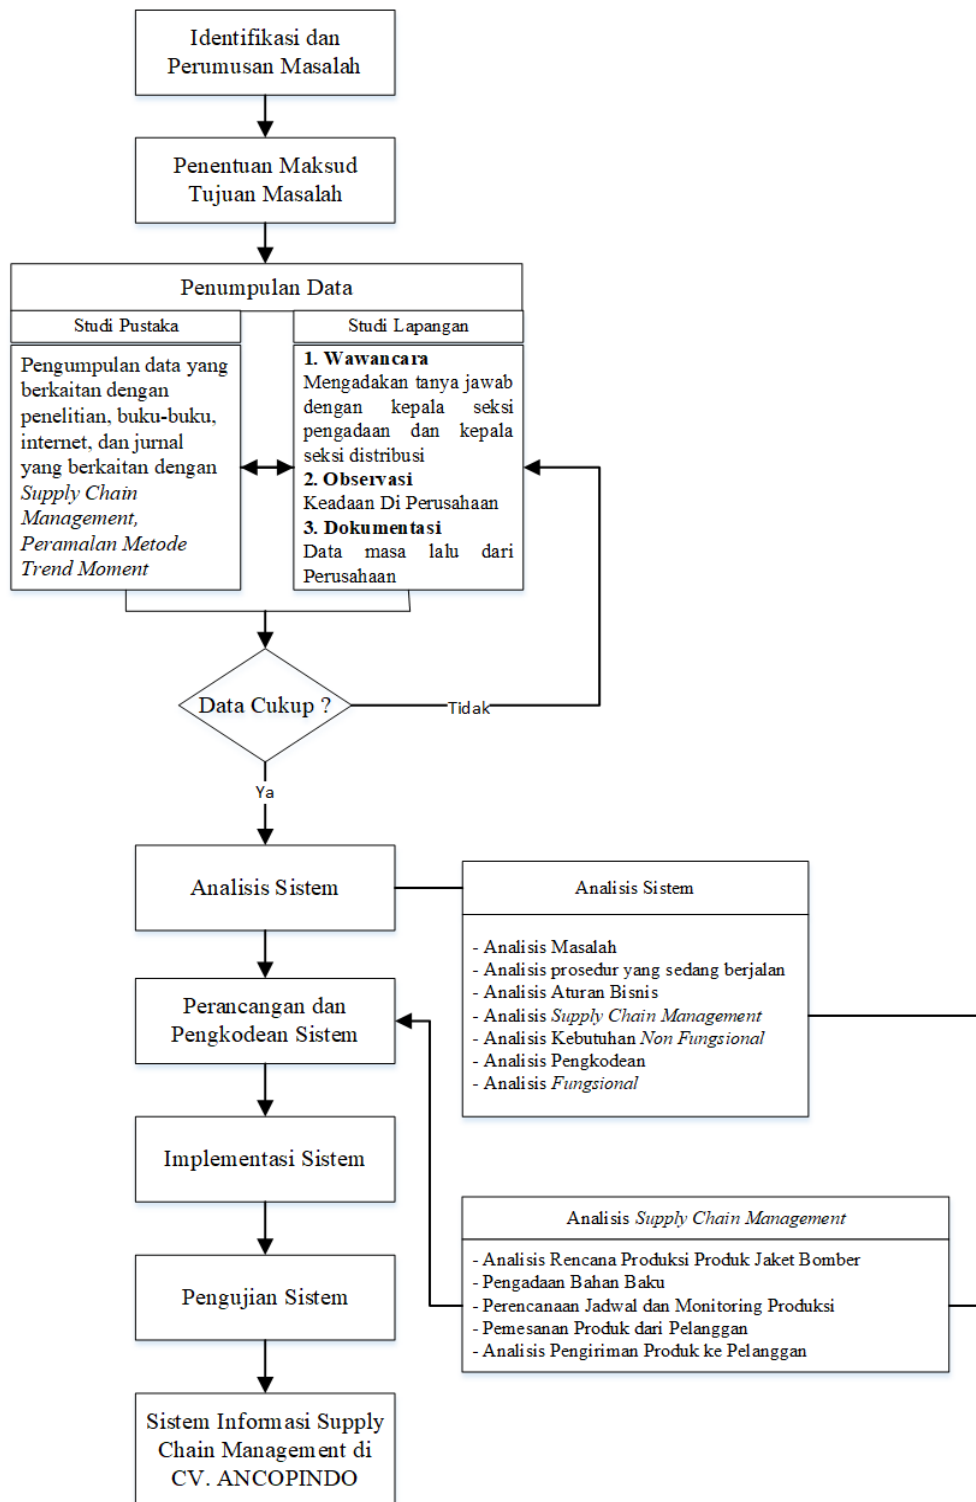 Identifikasi dan
Perumusan Masalah
Penentuan Maksud
Tujuan Masalah
Penumpulan Data
Studi Pustaka
Pengumpulan data yang
berkaitan dengan
penelitian, buku-buku,
internet, dan jurnal
yang berkaitan dengan
Supply Chain
Management,
Peramalan Metode
Trend Moment
Studi Lapangan
1. Wawancara
Mengadakan tanya jawab
dengan kepala seksi
pengadaan dan kepala
seksi distribusi
2. Observasi
Keadaan Di Perusahaan
3. Dokumentasi
Data masa lalu dari
Perusahaan
Data Cukup ?
Tidak
Ya
Analisis Sistem
Analisis Sistem
- Analisis Masalah
- Analisis prosedur yang sedang berjalan
- Analisis Aturan Bisnis
- Analisis Supply Chain Management
- Analisis Kebutuhan Non Fungsional
- Analisis Pengkodean
- Analisis Fungsional
Perancangan dan
Pengkodean Sistem
Implementasi Sistem
Analisis Supply Chain Management
- Analisis Rencana Produksi Produk Jaket Bomber
- Pengadaan Bahan Baku
- Perencanaan Jadwal dan Monitoring Produksi
- Pemesanan Produk dari Pelanggan
- Analisis Pengiriman Produk ke Pelanggan
Pengujian Sistem
Sistem Informasi Supply
Chain Management di
CV. ANCOPINDO